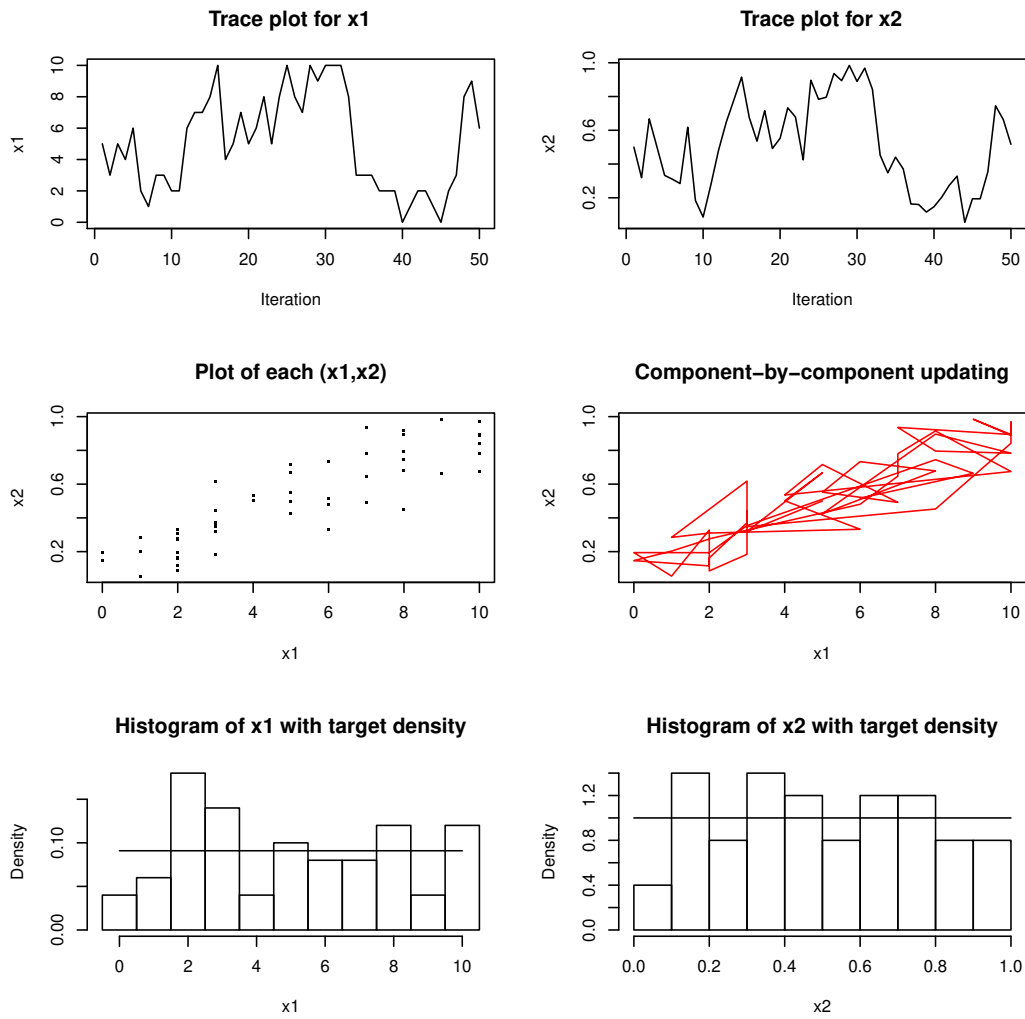 Trace plot for x1
x1
0 2 4 6 8 10
0 10 20 30 40 50
Iteration
Trace plot for x2
x2
0.2 0.6 1.0
0 10 20 30 40 50
Iteration
Plot of each (x1,x2)
x2
0.2 0.6 1.0
0 2 4 6 8 10
x1
Component−by−component updating
x2
0.2 0.6 1.0
0 2 4 6 8 10
x1
Histogram of x1 with target density
Density
0.00 0.10
0 2 4 6 8 10
x1
Histogram of x2 with target density
Density
0.0 0.4 0.8 1.2
0.0 0.2 0.4 0.6 0.8 1.0
x2